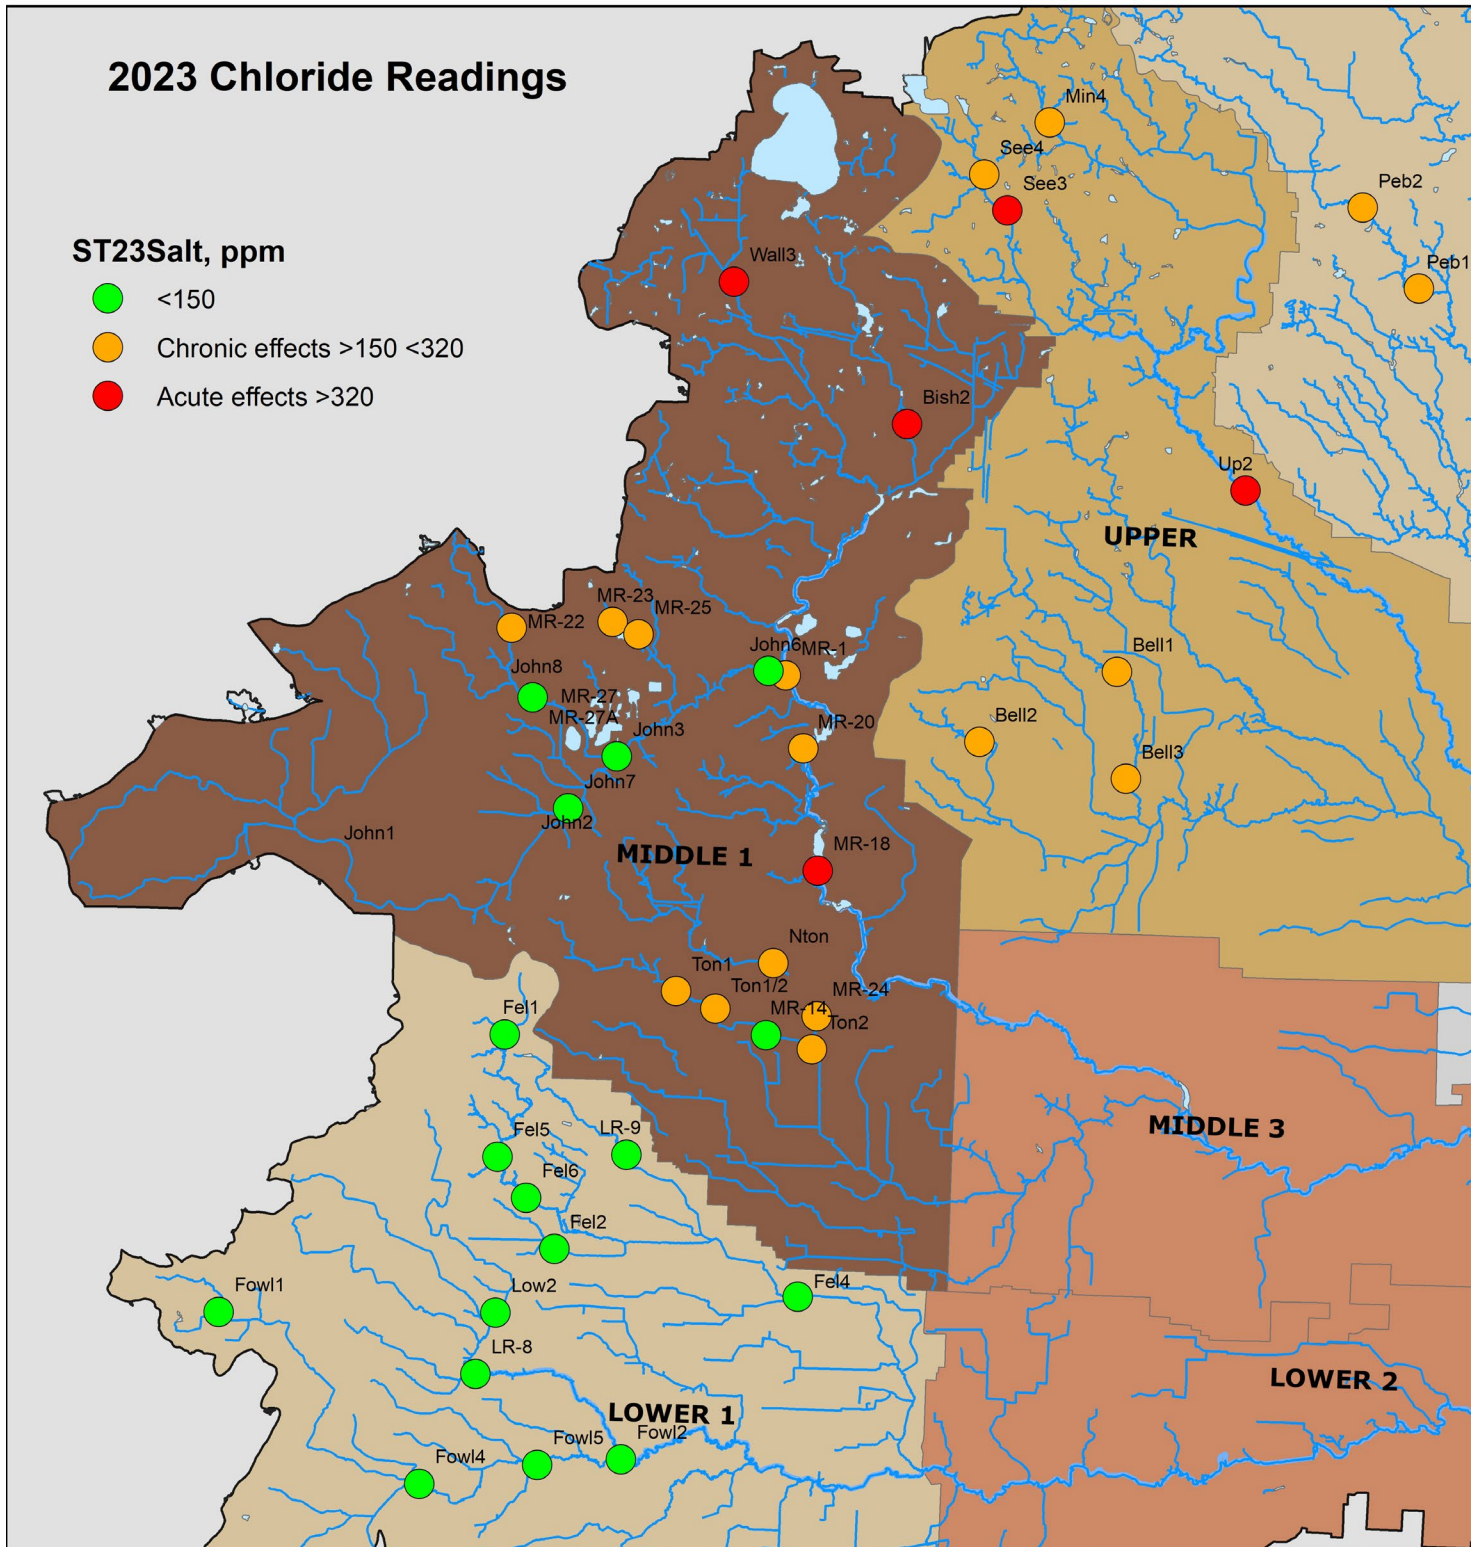 2023 Chloride Readings
ST23Salt, ppm
<150
Chronic effects >150 <320
Acute effects >320
Min4
See4
See3
Peb2
Peb1
Wall3
Bish2
Up2
UPPER
MR-23
MR-25
MR-22
John6
MR-1
Bell1
John8
MR-27
MR-27A
John3
MR-20
Bell2
Bell3
John7
John2
John1
MIDDLE 1
MR-18
Nton
Ton1
Ton1/2
MR-24
MR-14
Ton2
Fel1
LR-9
Fel5
Fel6
MIDDLE 3
Fel2
Fowl1
Low2
Fel4
LR-8
LOWER 2
LOWER 1
Fowl2
Fowl5
Fowl4